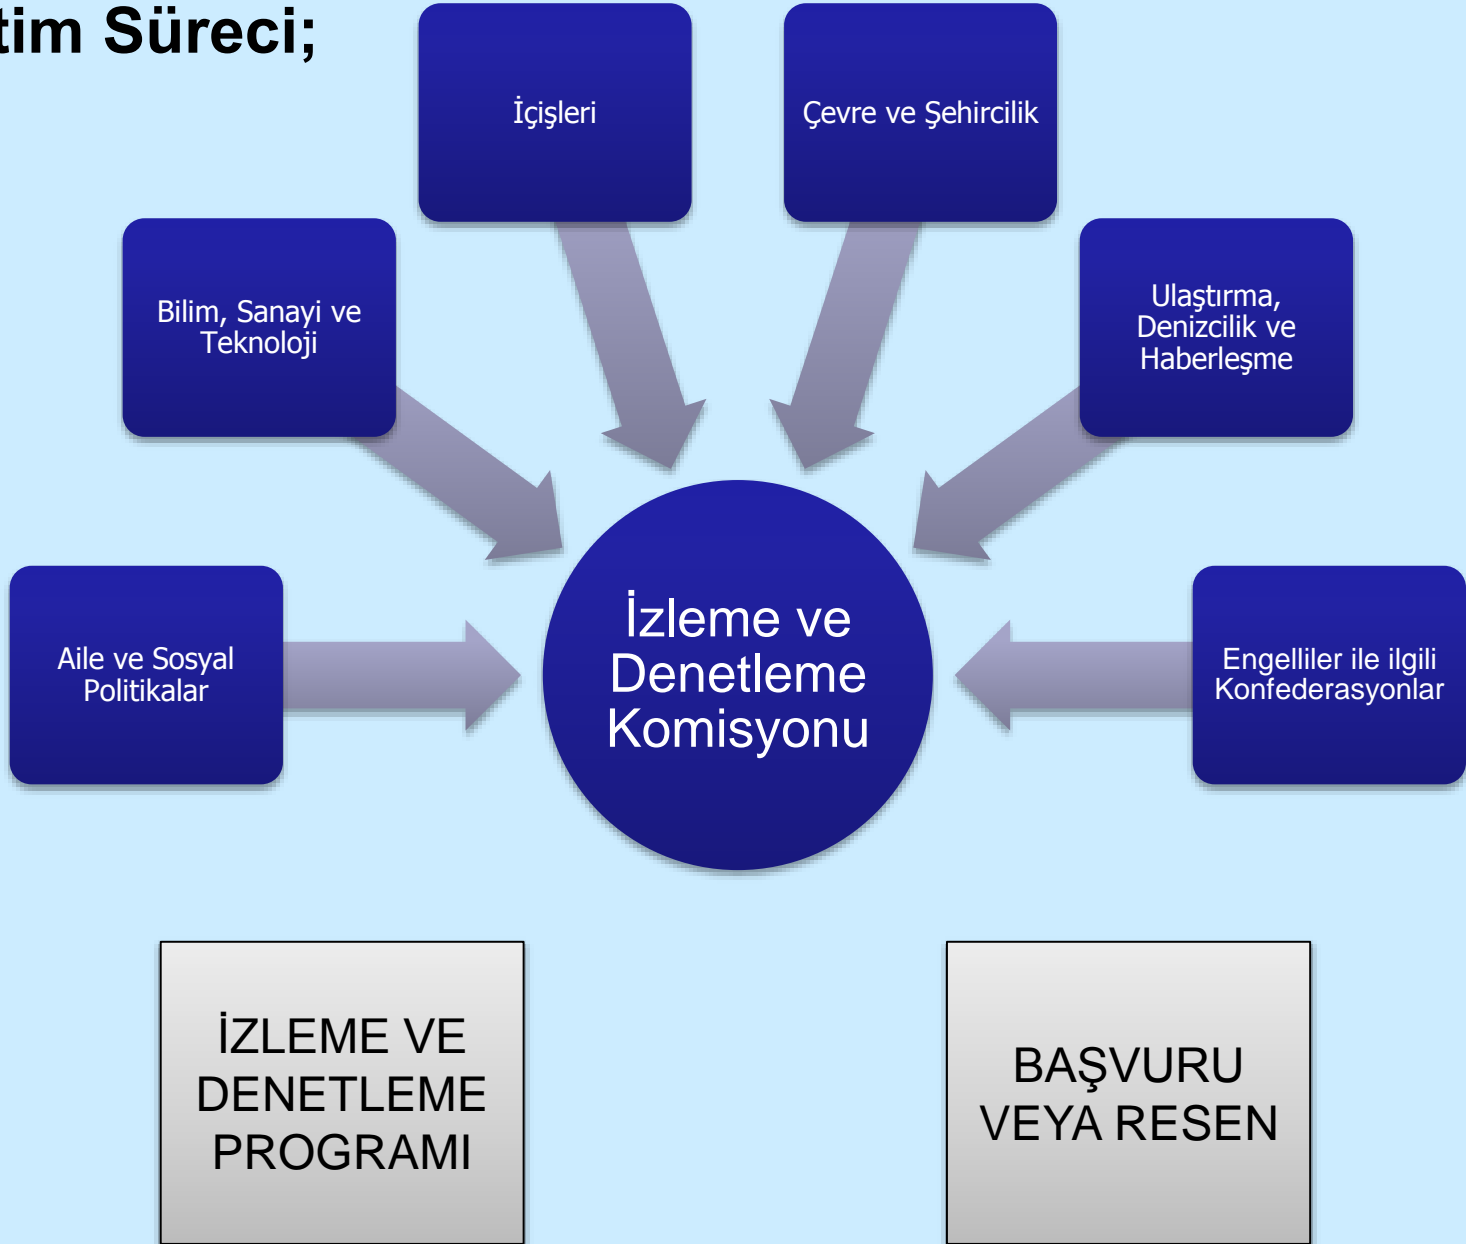 tim Süreci;
İçişleri
Çevre ve Şehircilik
Bilim, Sanayi ve
Teknoloji
Ulaştırma,
Denizcilik ve
Haberleşme
Aile ve Sosyal
Politikalar
İzleme ve
Denetleme
Komisyonu
Engelliler ile ilgili
Konfederasyonlar
İZLEME VE
DENETLEME
PROGRAMI
BAŞVURU
VEYA RESEN